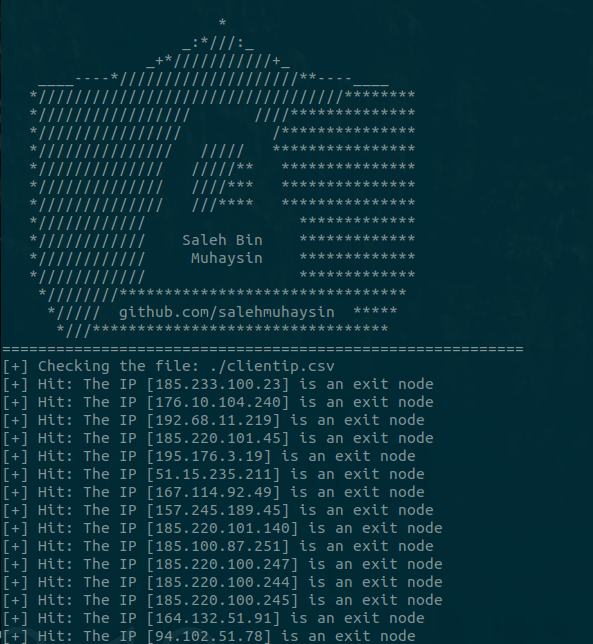 *
_:*///:_
_+*///////////+_
____----*////////////////////**----____
*//////////////////////////////////********
*/////////////////       ////**************
*////////////////          /***************
*///////////////   /////   ****************
*//////////////   /////**   ***************
*//////////////   ////***   ***************
*//////////////   ///****   ***************
*////////////                 *************
*////////////    Saleh Bin    *************
*////////////     Muhaysin    *************
*////////////                 *************
*////////********************************
*/////  github.com/salehmuhaysin  *****
*///*********************************
==========================================================
[+] Checking the file: ./clientip.csv
[+] Hit: The IP [185.233.100.23] is an exit node
[+] Hit: The IP [176.10.104.240] is an exit node
[+] Hit: The IP [192.68.11.219] is an exit node
[+] Hit: The IP [185.220.101.45] is an exit node
[+] Hit: The IP [195.176.3.19] is an exit node
[+] Hit: The IP [51.15.235.211] is an exit node
[+] Hit: The IP [167.114.92.49] is an exit node
[+] Hit: The IP [157.245.189.45] is an exit node
[+] Hit: The IP [185.220.101.140] is an exit node
[+] Hit: The IP [185.100.87.251] is an exit node
[+] Hit: The IP [185.220.100.247] is an exit node
[+] Hit: The IP [185.220.100.244] is an exit node
[+] Hit: The IP [185.220.100.245] is an exit node
[+] Hit: The IP [164.132.51.91] is an exit node
[+] Hit: The IP [94.102.51.78] is an exit node